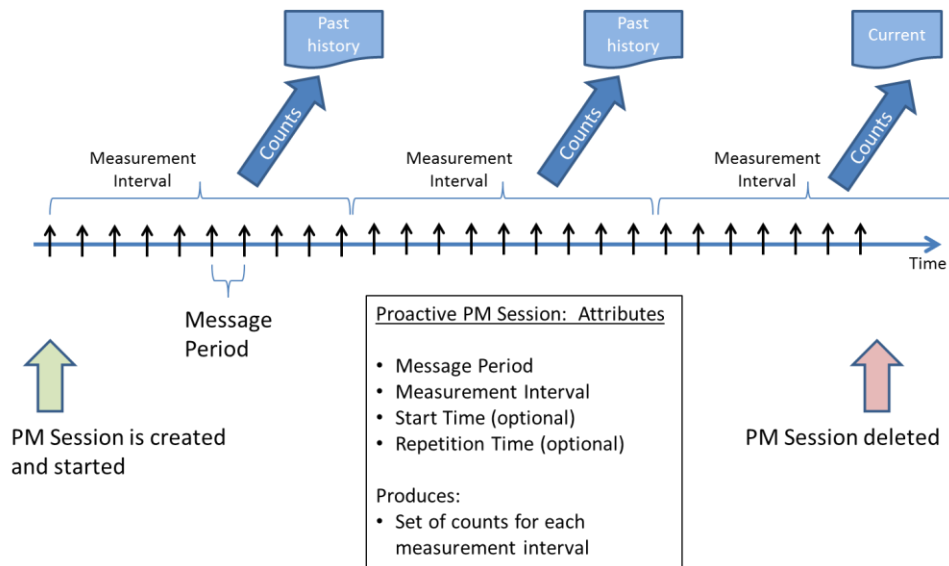 Past
history
Past
history
Current
Counts
Counts
Counts
Measurement
Interval
Measurement
Interval
Measurement
Interval
Time
Message
Period
PM Session is created
and started
Proactive PM Session:  Attributes
• Message Period
• Measurement Interval
• Start Time (optional)
• Repetition Time (optional)
Produces:
• Set of counts for each
measurement interval
PM Session deleted